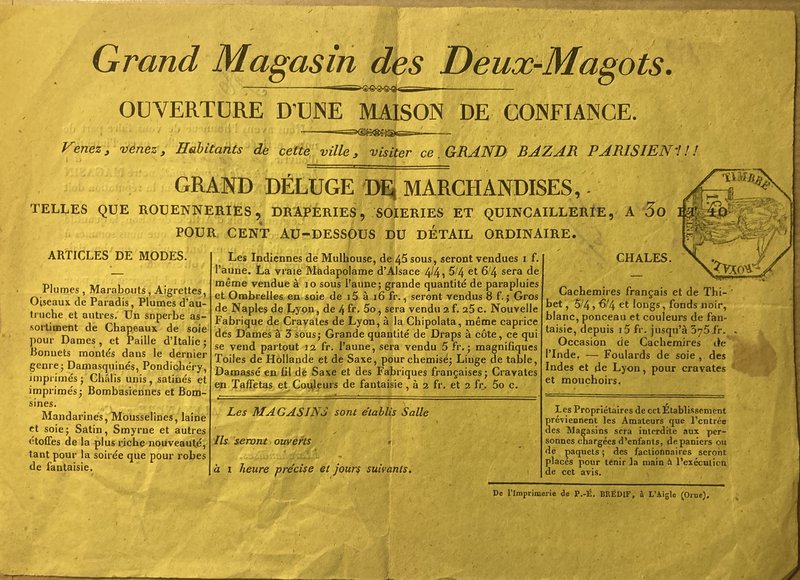 Grand Magasin des Deux-Magots.
OUVERTURE D'UNE MAISON DE CONFIANCE.
Venez, venez, Habitants de cette ville, visiter ce GRAND BAZAR PARISIEN!!!
GRAND DÉLUGE DE MARCHANDISES,
TELLES QUE ROUENNERIES, DRAPERIES, SOIERIES ET QUINCAILLERIE, A 30 ET 40
POUR CENT AU-DESSOUS DU DÉTAIL ORDINAIRE.
ARTICLES DE MODES.
Plumes, Marabouts, Aigrettes,
Oiseaux de Paradis, Plumes d'au-
truche et autres. Un snperbe as-
sortiment de Chapeaux de soie
pour Dames, et Paille d'Italie;
Bonnets montés dans le dernier
genre; Damasquinés, Pondichéry,
imprimés; Châlis unis, satinés et
imprimés; Bombasiennes et Bom-
sines.
Mandarines, Mousselines, laine
et soie; Satin, Smyrne et autres
étoffes de la plus riche nouveauté,
tant pour la soirée que pour robes
de fantaisie.
Les Indiennes de Mulhouse, de 45 sous, seront vendues 1 f.
l'aune. La vraie Madapolame d'Alsace 4/4, 5/4 et 6/4 sera de
même vendue à 10 sous l'aune; grande quantité de parapluies
et Ombrelles en soie de 15 à 16 fr., seront vendus 8 f.; Gros
de Naples de Lyon, de 4 fr. 50, sera vendu 2 f. 25 c. Nouvelle
Fabrique de Cravates de Lyon, à la Chipolata, même caprice
des Dames à 3 sous; Grande quantité de Draps à côte, ce qui
se vend partout 12 fr. l'aune, sera vendu 5 fr.; magnifiques
Toiles de Hollande et de Saxe, pour chemise; Linge de table,
Damassé en fil de Saxe et des Fabriques françaises; Cravates
en Taffetas et Couleurs de fantaisie, à 2 fr. et 2 fr. 50 c.
Les MAGASINS sont établis Salle
Ils seront ouverts
à 1 heure précise et jours suivants.
CHALES.
Cachemires français et de Thi-
bet, 5/4, 6/4 et longs, fonds noir,
blanc, ponceau et couleurs de fan-
taisie, depuis 15 fr. jusqu'à 375 fr.
Occasion de Cachemires de
l'Inde. — Foulards de soie, des
Indes et de Lyon, pour cravates
et mouchoirs.
Les Propriétaires de cet Établissement
préviennent les Amateurs que l'entrée
des Magasins sera interdite aux per-
sonnes chargées d'enfants, de paniers ou
de paquets; des factionnaires seront
placés pour tenir la main à l'exécution
de cet avis.
De l'Imprimerie de P.-É. BREDIF, à L'Aigle (Orne).
TIMBRE
ROYAL